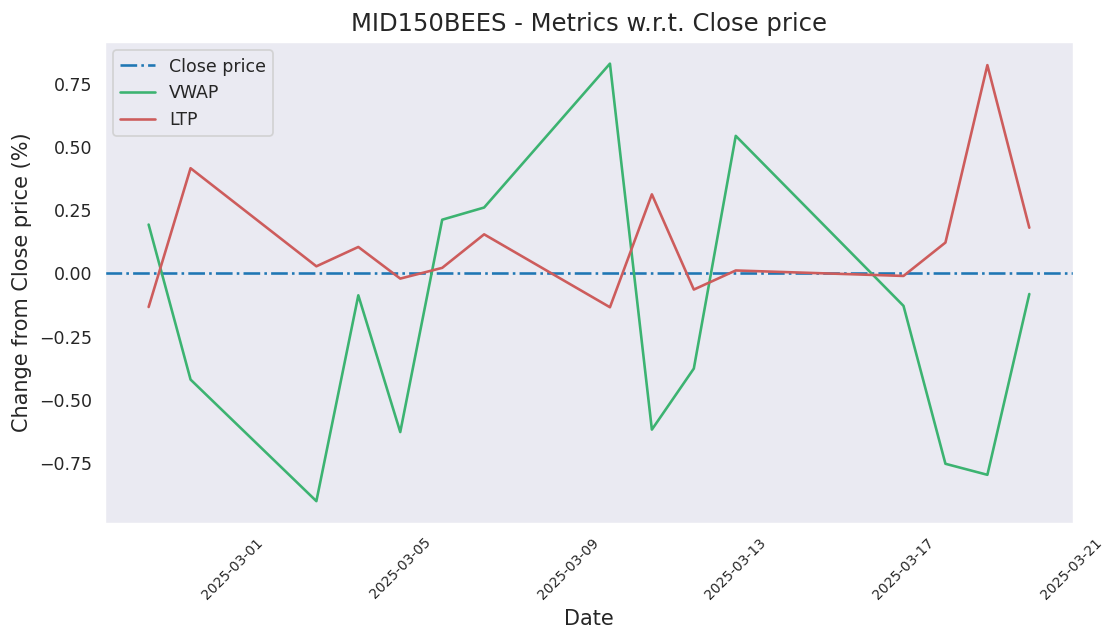 MID150BEES - Metrics w.r.t. Close price
Close price
VWAP
LTP
Change from Close price (%)
0.75
0.50
0.25
0.00
−0.25
−0.50
−0.75
2025-03-01
2025-03-05
2025-03-09
2025-03-13
2025-03-17
2025-03-21
Date